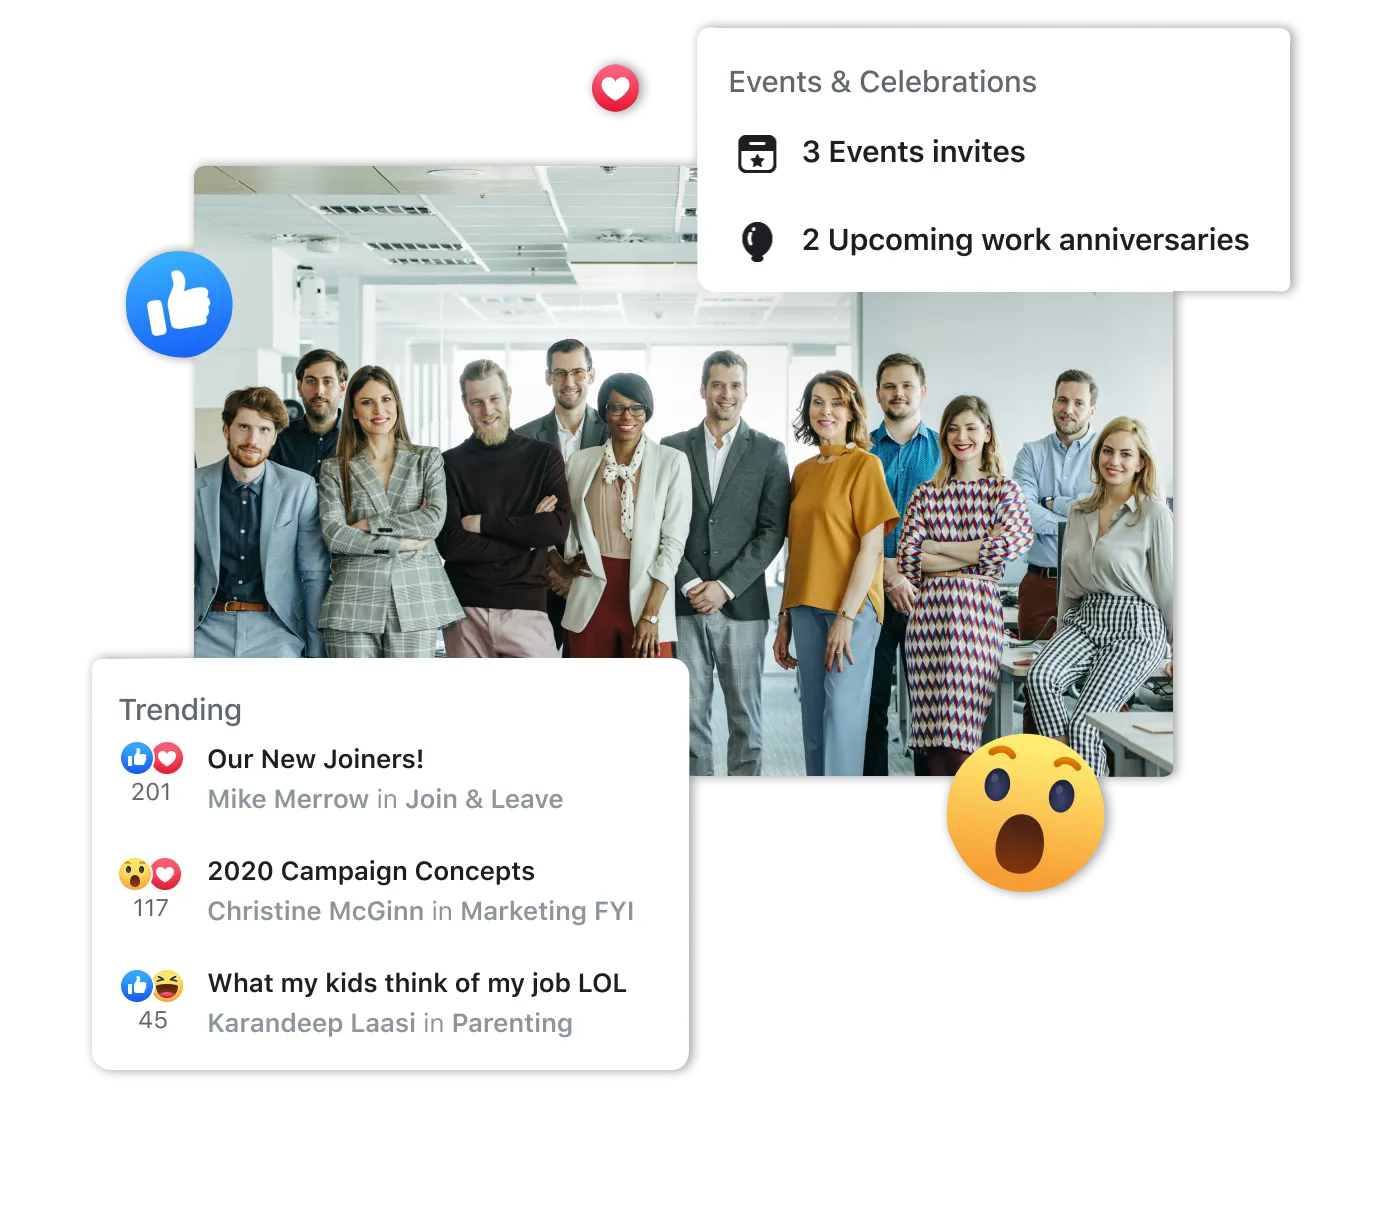 Events & Celebrations
3 Events invites
2 Upcoming work anniversaries
Trending
Our New Joiners!
201
Mike Merrow in Join & Leave
2020 Campaign Concepts
117
Christine McGinn in Marketing FYI
What my kids think of my job LOL
45
Karandeep Laasi in Parenting